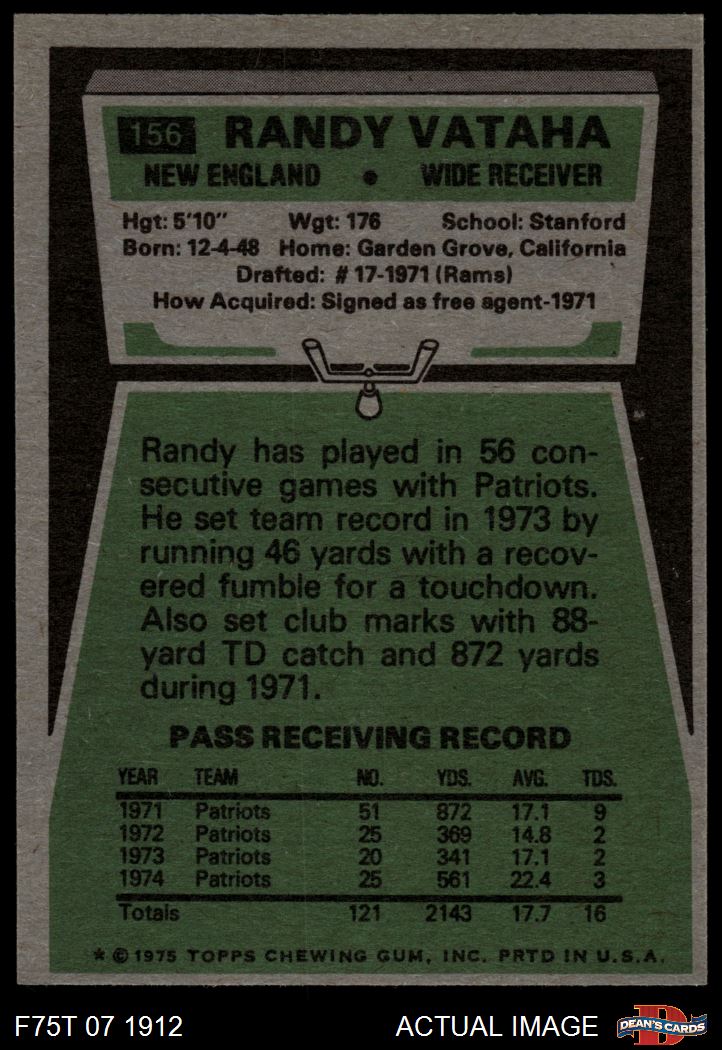 156 RANDY VATAHA
NEW ENGLAND • WIDE RECEIVER
Hgt: 5'10" Wgt: 176 School: Stanford
Born: 12-4-48 Home: Garden Grove, California
Drafted: # 17-1971 (Rams)
How Acquired: Signed as free agent-1971
Randy has played in 56 con-
secutive games with Patriots.
He set team record in 1973 by
running 46 yards with a recov-
ered fumble for a touchdown.
Also set club marks with 88-
yard TD catch and 872 yards
during 1971.
PASS RECEIVING RECORD
YEAR TEAM NO. YDS. AVG. TDS.
1971 Patriots 51 872 17.1 9
1972 Patriots 25 369 14.8 2
1973 Patriots 20 341 17.1 2
1974 Patriots 25 561 22.4 3
Totals 121 2143 17.7 16
* © 1975 TOPPS CHEWING GUM, INC. PRTD IN U.S.A.
F75T 07 1912 ACTUAL IMAGE D DEAN'S CARDS